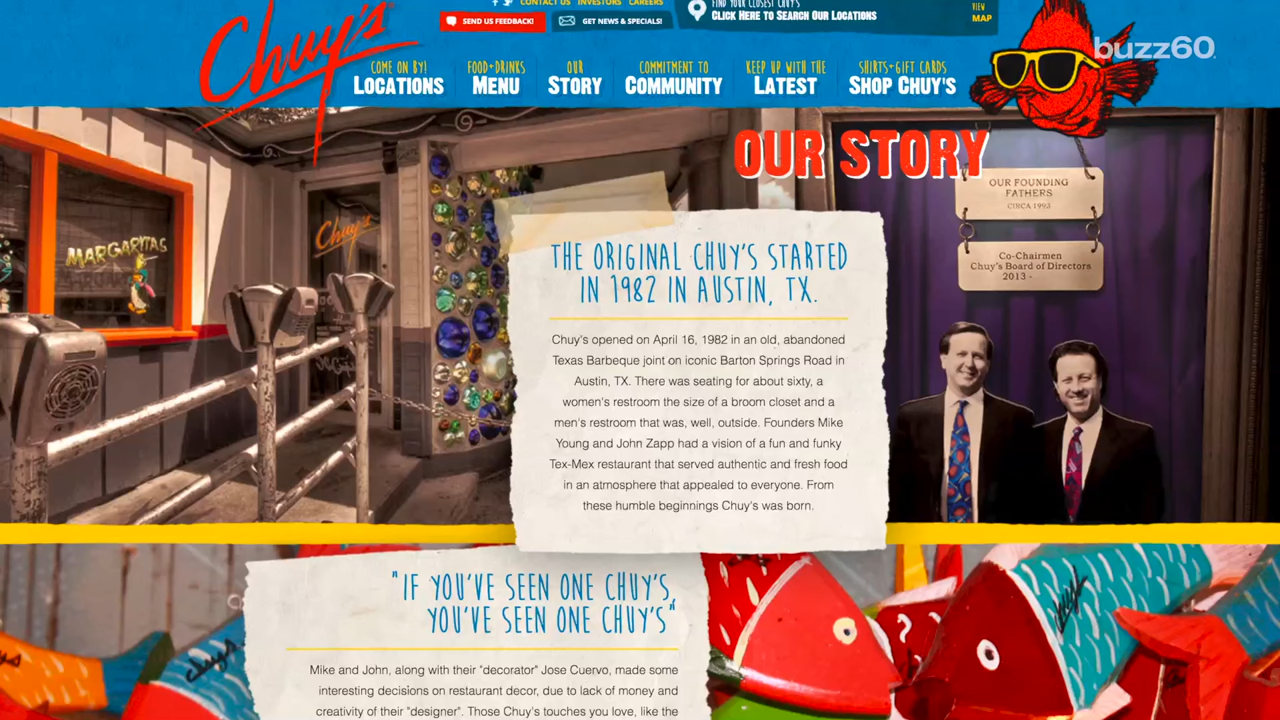 Chuy's
CONTACT US INVESTORS CAREERS
SEND US FEEDBACK!
GET NEWS & SPECIALS!
FIND YOUR CLOSEST CHUY'S
CLICK HERE TO SEARCH OUR LOCATIONS
VIEW
MAP
buzz60
COME ON BY!
LOCATIONS
FOOD+DRINKS
MENU
OUR
STORY
COMMITMENT TO
COMMUNITY
KEEP UP WITH THE
LATEST
SHIRTS+GIFT CARDS
SHOP CHUY'S
OUR STORY
OUR FOUNDING
FATHERS
CIRCA 1993
Co-Chairmen
Chuy's Board of Directors
2013 -
MARGARITAS
Chuy's
THE ORIGINAL CHUY'S STARTED
IN 1982 IN AUSTIN, TX.
Chuy's opened on April 16, 1982 in an old, abandoned
Texas Barbeque joint on iconic Barton Springs Road in
Austin, TX. There was seating for about sixty, a
women's restroom the size of a broom closet and a
men's restroom that was, well, outside. Founders Mike
Young and John Zapp had a vision of a fun and funky
Tex-Mex restaurant that served authentic and fresh food
in an atmosphere that appealed to everyone. From
these humble beginnings Chuy's was born.
"IF YOU'VE SEEN ONE CHUY'S,
YOU'VE SEEN ONE CHUY'S"
Mike and John, along with their "decorator" Jose Cuervo, made some
interesting decisions on restaurant decor, due to lack of money and
creativity of their "designer". Those Chuy's touches you love, like the
chuy's
chuy's